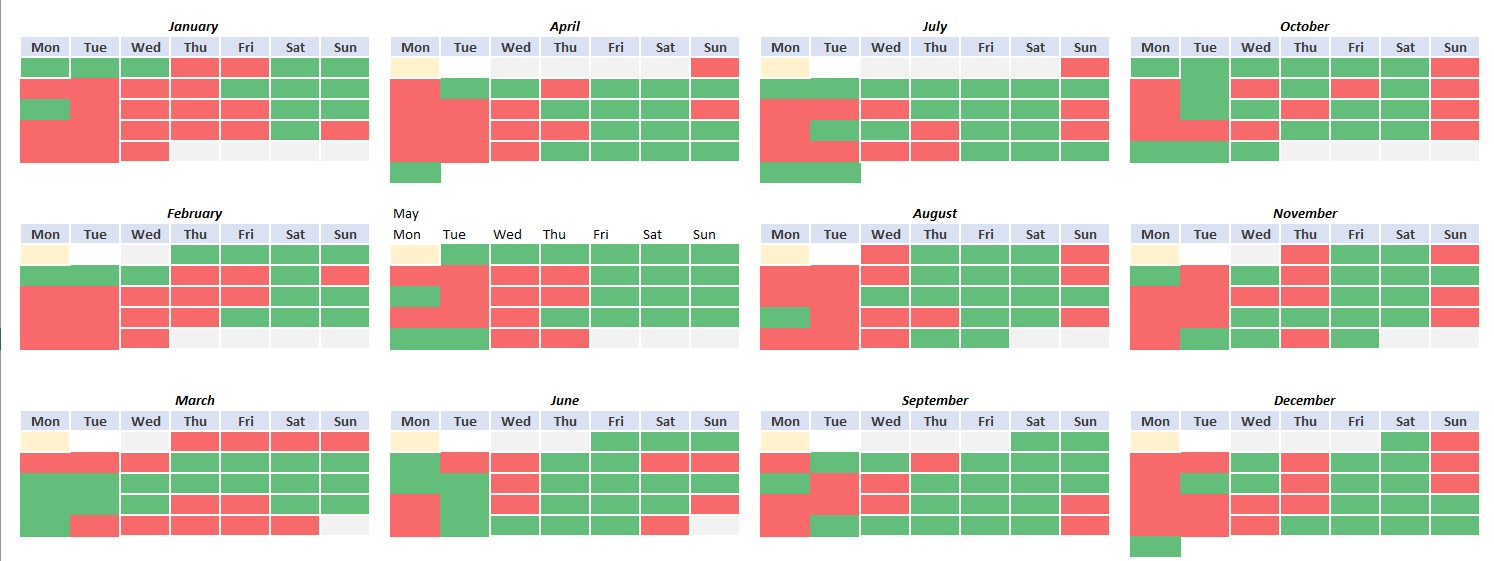 January
Mon Tue Wed Thu Fri Sat Sun
April
Mon Tue Wed Thu Fri Sat Sun
July
Mon Tue Wed Thu Fri Sat Sun
October
Mon Tue Wed Thu Fri Sat Sun
February
Mon Tue Wed Thu Fri Sat Sun
May
Mon Tue Wed Thu Fri Sat Sun
August
Mon Tue Wed Thu Fri Sat Sun
November
Mon Tue Wed Thu Fri Sat Sun
March
Mon Tue Wed Thu Fri Sat Sun
June
Mon Tue Wed Thu Fri Sat Sun
September
Mon Tue Wed Thu Fri Sat Sun
December
Mon Tue Wed Thu Fri Sat Sun